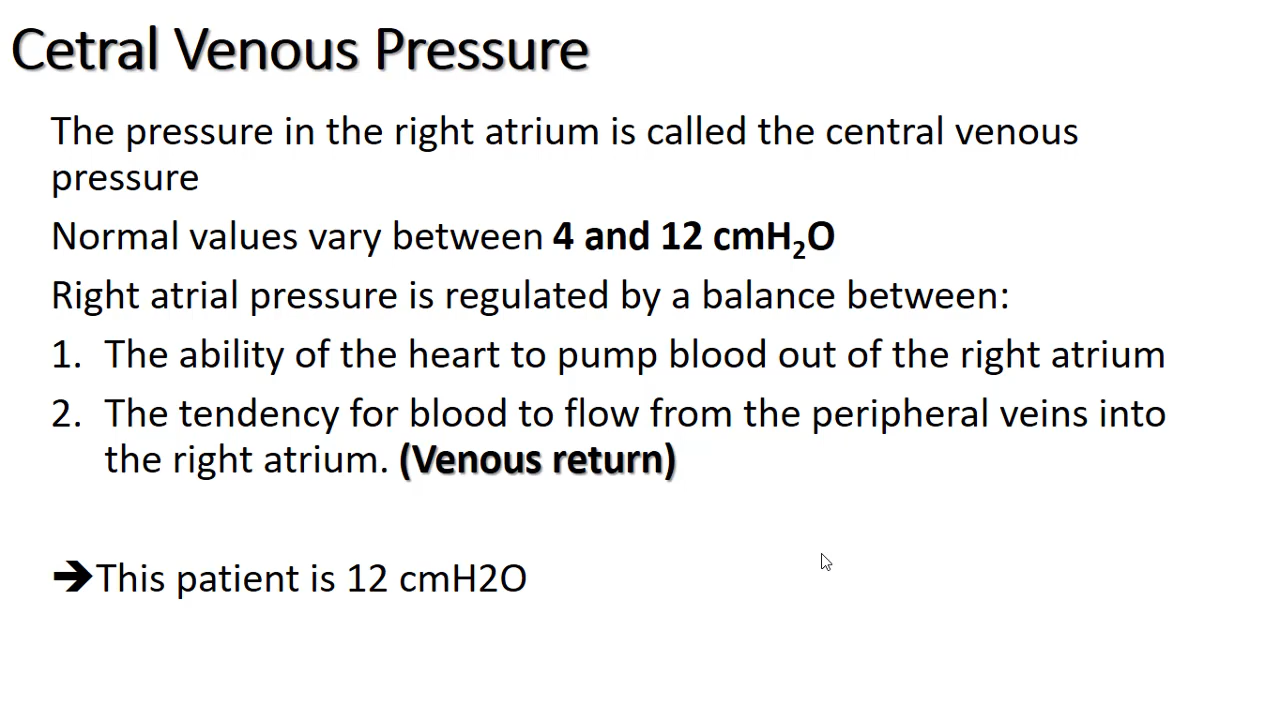 Cetral Venous Pressure
The pressure in the right atrium is called the central venous
pressure
Normal values vary between 4 and 12 cmH₂O
Right atrial pressure is regulated by a balance between:
1. The ability of the heart to pump blood out of the right atrium
2. The tendency for blood to flow from the peripheral veins into
the right atrium. (Venous return)
➔This patient is 12 cmH2O